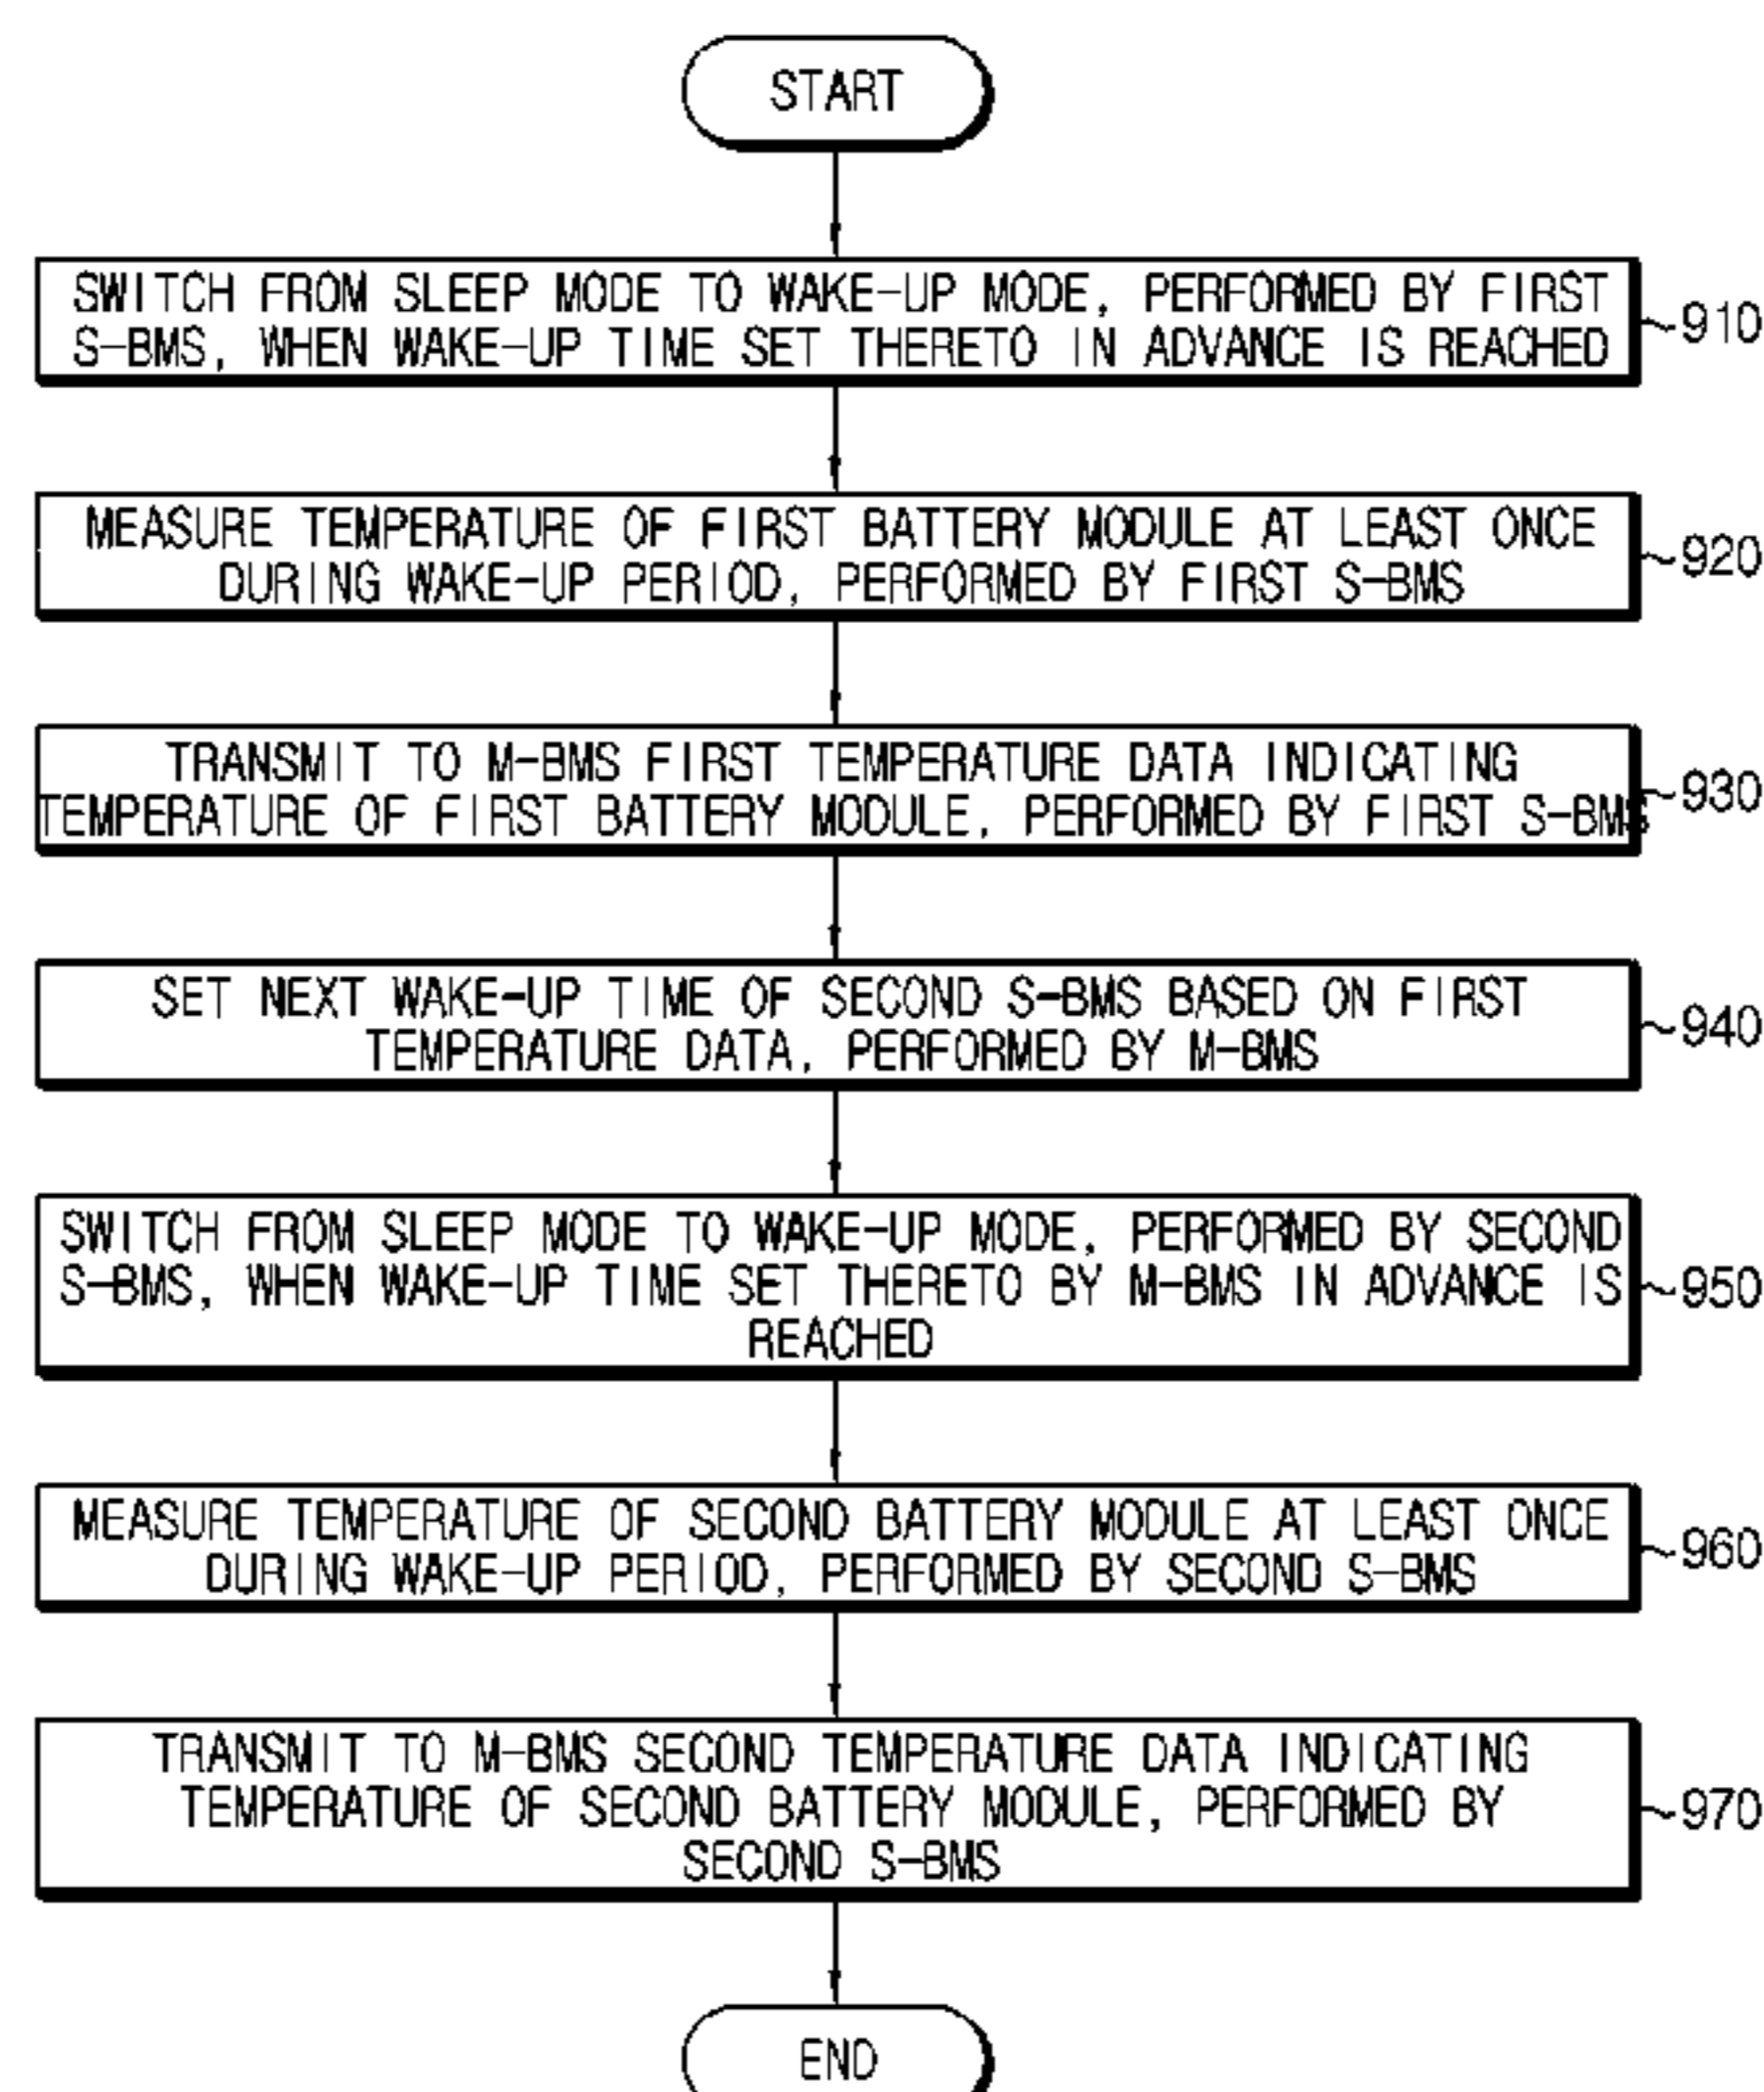 START
SWITCH FROM SLEEP MODE TO WAKE-UP MODE, PERFORMED BY FIRST
S-BMS, WHEN WAKE-UP TIME SET THERETO IN ADVANCE IS REACHED
910
MEASURE TEMPERATURE OF FIRST BATTERY MODULE AT LEAST ONCE
DURING WAKE-UP PERIOD, PERFORMED BY FIRST S-BMS
920
TRANSMIT TO M-BMS FIRST TEMPERATURE DATA INDICATING
TEMPERATURE OF FIRST BATTERY MODULE, PERFORMED BY FIRST S-BMS
930
SET NEXT WAKE-UP TIME OF SECOND S-BMS BASED ON FIRST
TEMPERATURE DATA, PERFORMED BY M-BMS
940
SWITCH FROM SLEEP MODE TO WAKE-UP MODE, PERFORMED BY SECOND
S-BMS, WHEN WAKE-UP TIME SET THERETO BY M-BMS IN ADVANCE IS
REACHED
950
MEASURE TEMPERATURE OF SECOND BATTERY MODULE AT LEAST ONCE
DURING WAKE-UP PERIOD, PERFORMED BY SECOND S-BMS
960
TRANSMIT TO M-BMS SECOND TEMPERATURE DATA INDICATING
TEMPERATURE OF SECOND BATTERY MODULE, PERFORMED BY
SECOND S-BMS
970
END